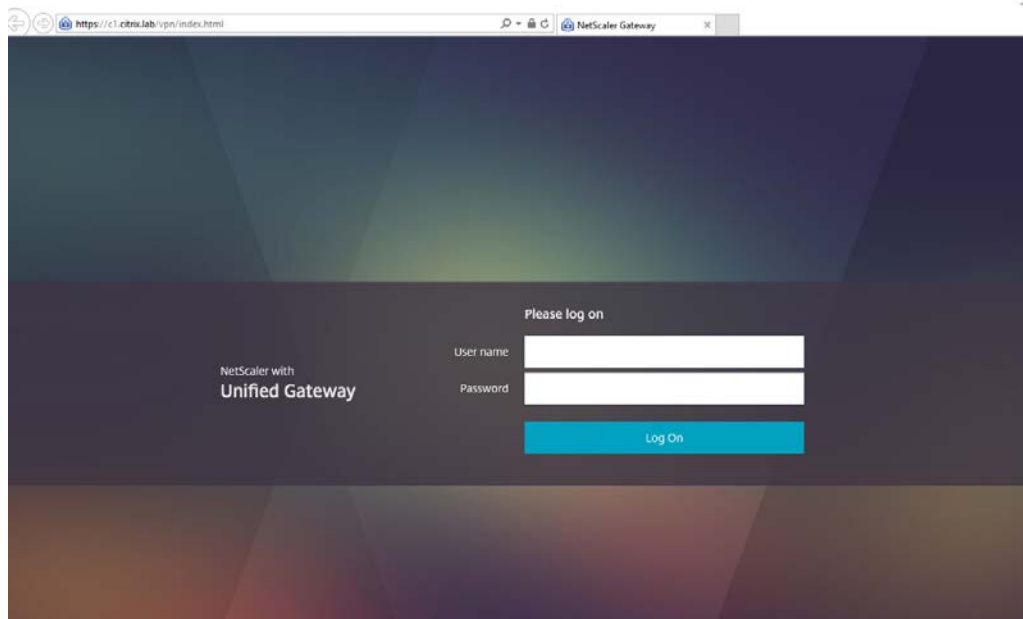 https://c1.citrix.lab/vpn/index.html
NetScaler Gateway
Please log on
User name
NetScaler with
Unified Gateway
Password
Log On